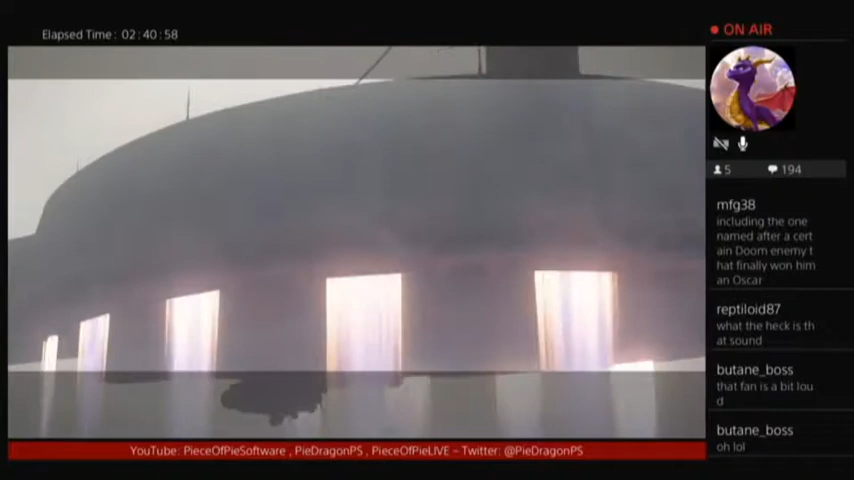 Elapsed Time: 02:40:58
ON AIR
5 194
mfg38
including the one
named after a cert
ain Doom enemy t
hat finally won him
an Oscar
reptiloid87
what the heck is th
at sound
butane_boss
that fan is a bit lou
d
butane_boss
oh lol
YouTube: PieceOfPieSoftware , PieDragonPS , PieceOfPieLIVE – Twitter: @PieDragonPS